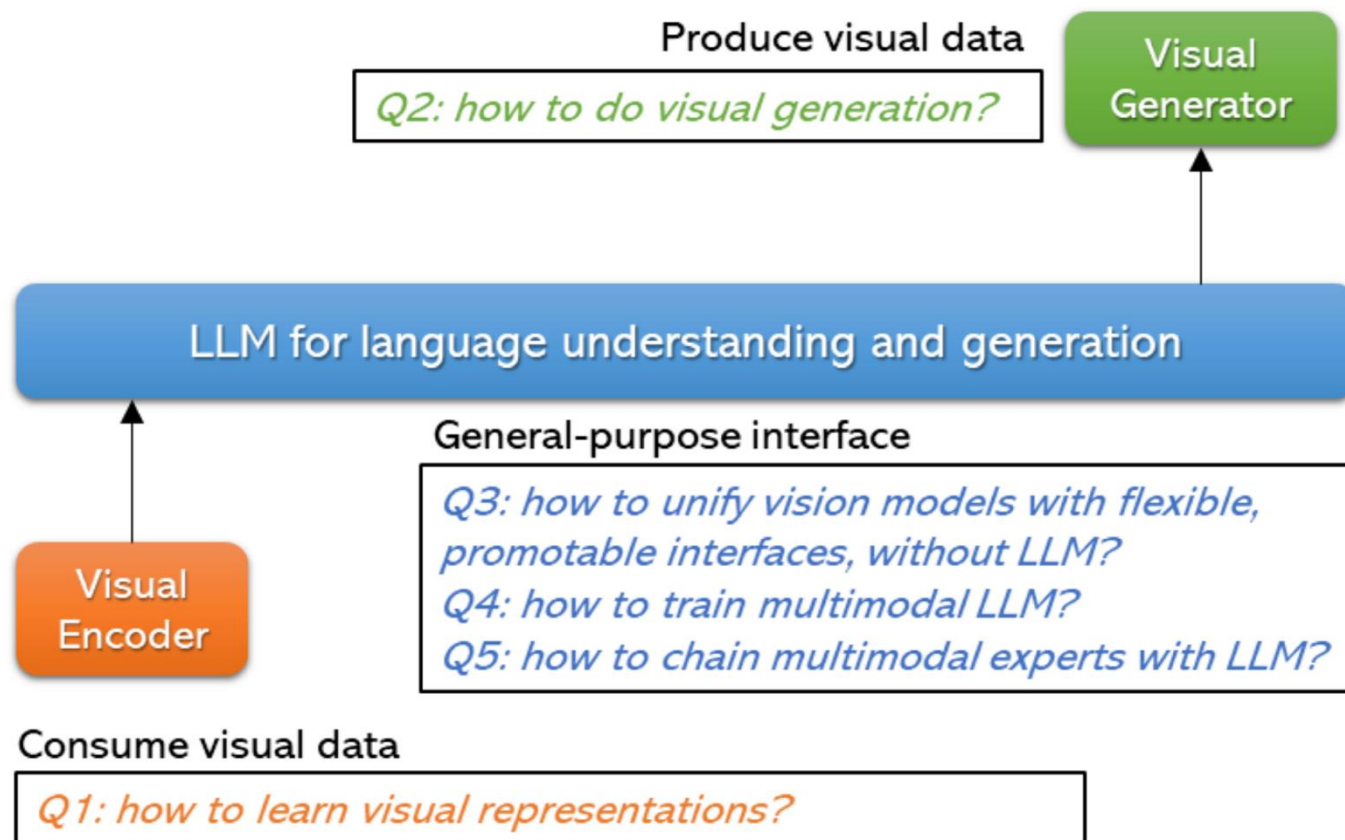 Produce visual data
Visual
Generator
Q2: how to do visual generation?
LLM for language understanding and generation
General-purpose interface
Q3: how to unify vision models with flexible,
promotable interfaces, without LLM?
Q4: how to train multimodal LLM?
Q5: how to chain multimodal experts with LLM?
Visual
Encoder
Consume visual data
Q1: how to learn visual representations?